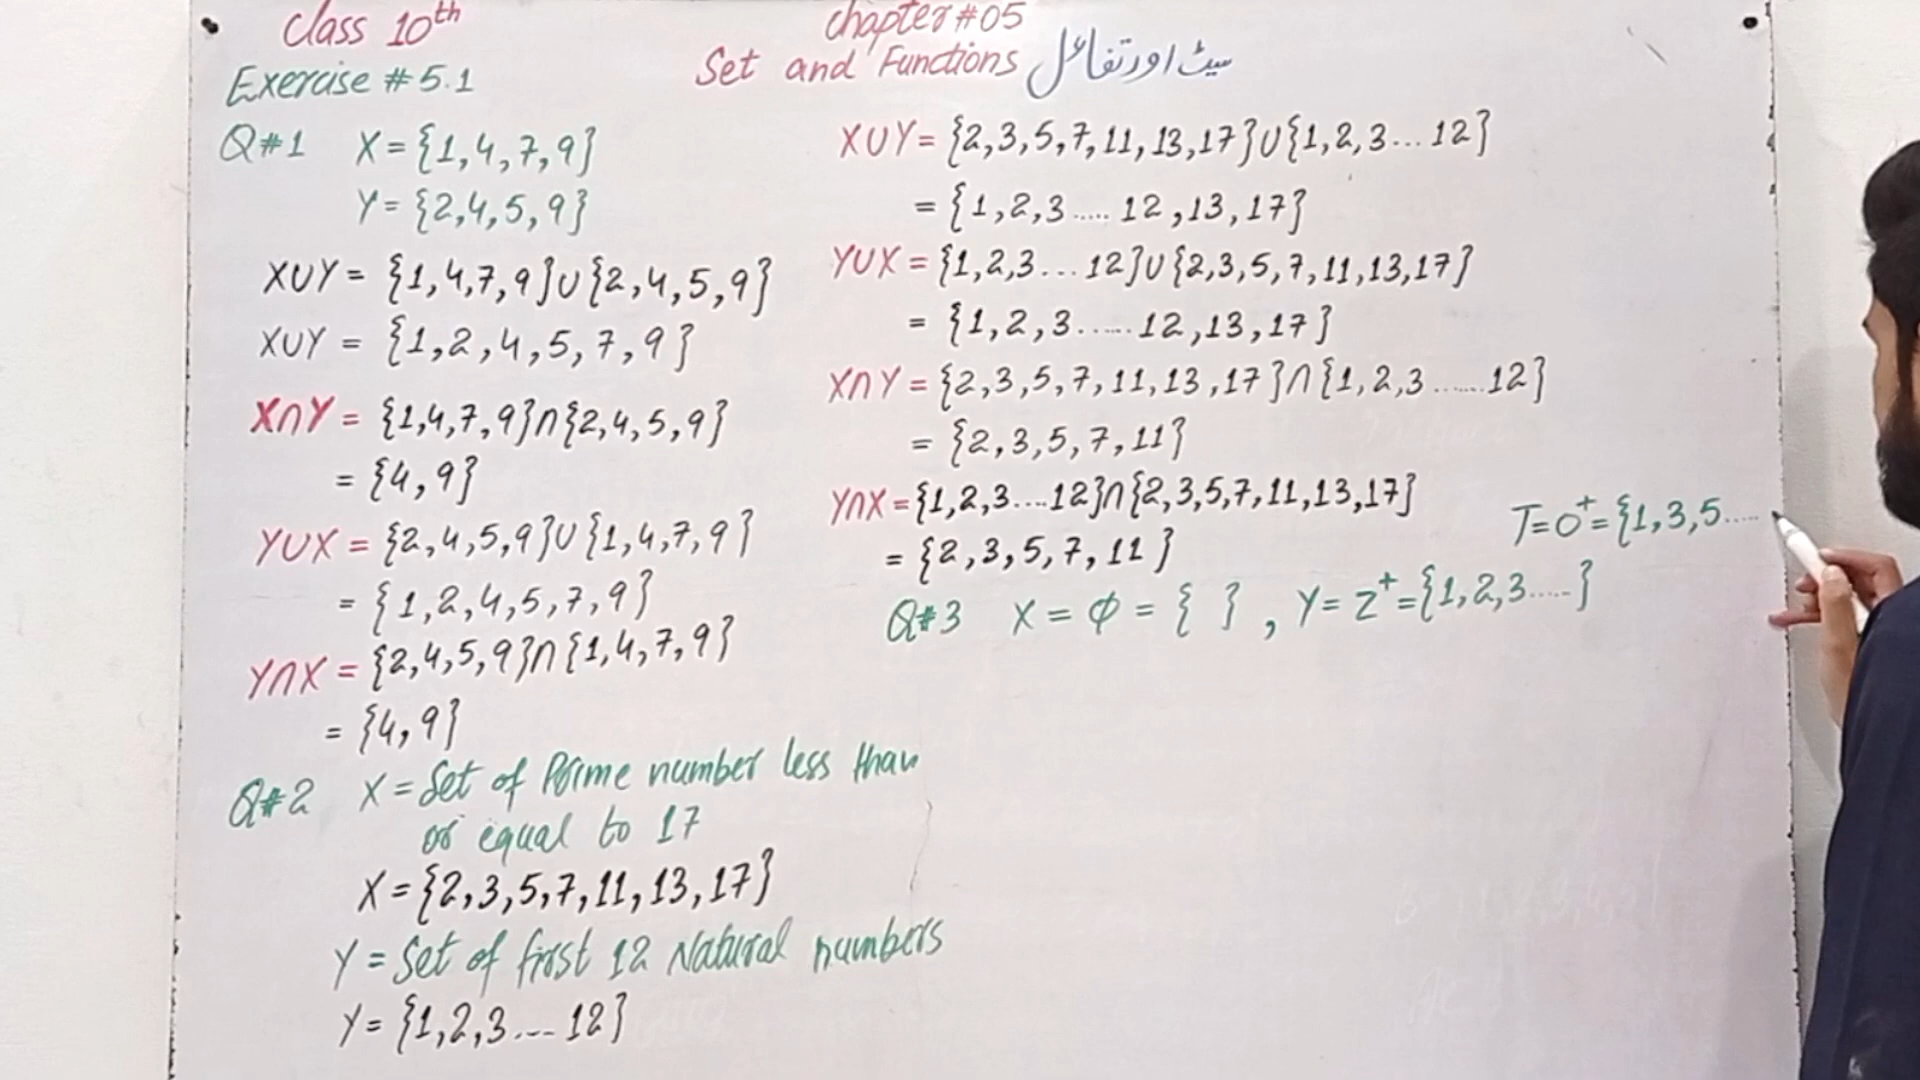 Class 10th
Chapter #05
Exercise # 5.1
Set and Functions سیٹ اور تفاعل
Q#1 X = {1,4,7,9}
Y = {2,4,5,9}
X∪Y = {1,4,7,9}∪{2,4,5,9}
X∪Y = {1,2,4,5,7,9}
X∩Y = {1,4,7,9}∩{2,4,5,9}
= {4,9}
Y∪X = {2,4,5,9}∪{1,4,7,9}
= {1,2,4,5,7,9}
Y∩X = {2,4,5,9}∩{1,4,7,9}
= {4,9}
Q#2 X = Set of Prime number less than
or equal to 17
X = {2,3,5,7,11,13,17}
Y = Set of first 12 Natural numbers
Y = {1,2,3.... 12}
X∪Y = {2,3,5,7,11,13,17}∪{1,2,3... 12}
= {1,2,3..... 12,13,17}
Y∪X = {1,2,3... 12}∪{2,3,5,7,11,13,17}
= {1,2,3...... 12,13,17}
X∩Y = {2,3,5,7,11,13,17}∩{1,2,3......12}
= {2,3,5,7,11}
Y∩X = {1,2,3....12}∩{2,3,5,7,11,13,17}
= {2,3,5,7,11}
T=O⁺={1,3,5.....
Q#3 X = φ = { }, Y = Z⁺={1,2,3.....}